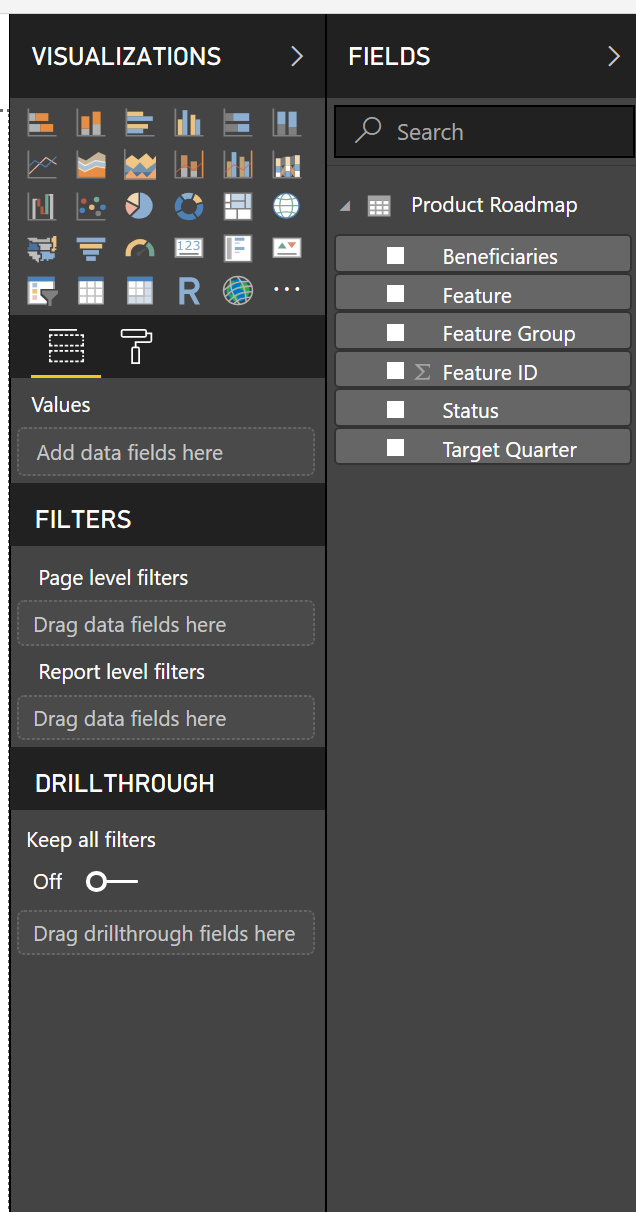 VISUALIZATIONS
123
R
Values
Add data fields here
FILTERS
Page level filters
Drag data fields here
Report level filters
Drag data fields here
DRILLTHROUGH
Keep all filters
Off
Drag drillthrough fields here
FIELDS
Search
Product Roadmap
Beneficiaries
Feature
Feature Group
Σ Feature ID
Status
Target Quarter